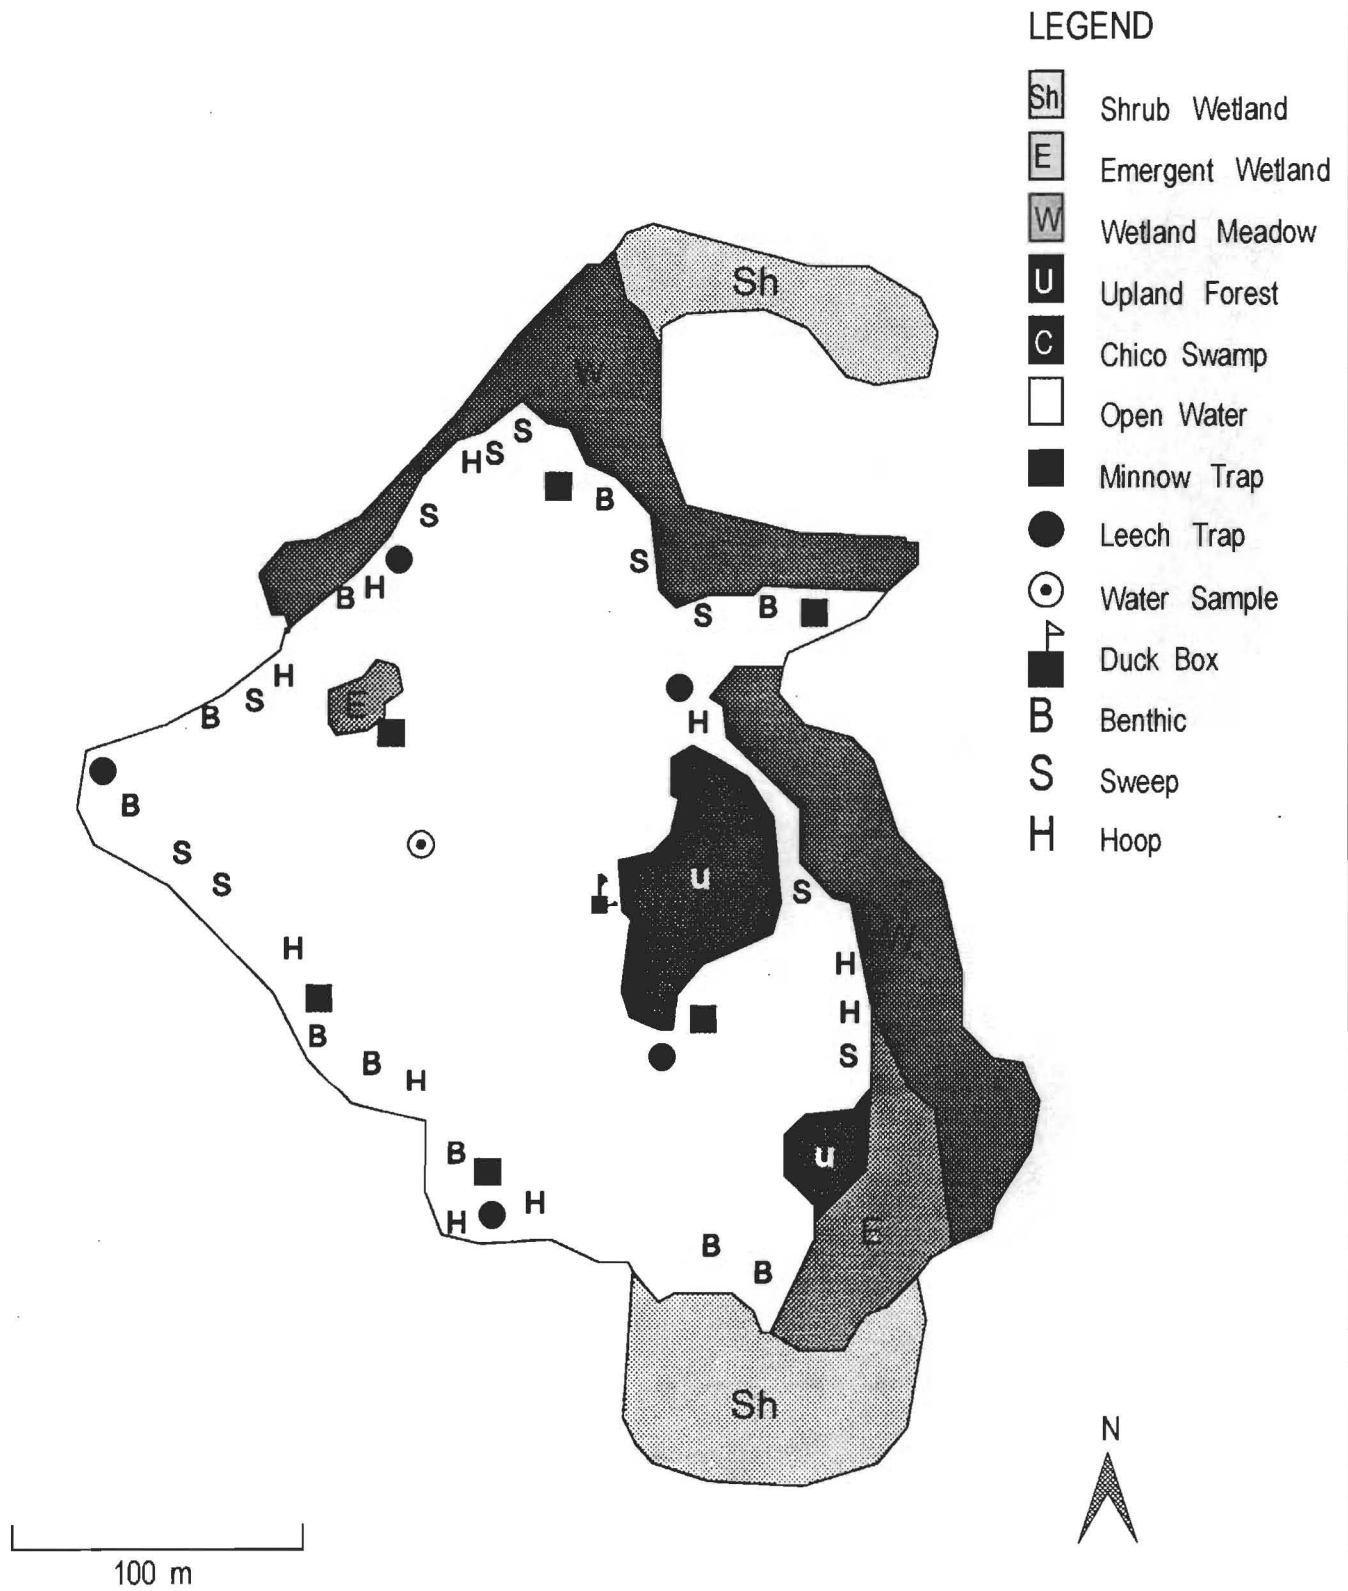 LEGEND
Sh Shrub Wetland
E Emergent Wetland
W Wetland Meadow
U Upland Forest
C Chico Swamp
Open Water
Minnow Trap
Leech Trap
Water Sample
Duck Box
B Benthic
S Sweep
H Hoop
Sh
W
S
H S
B
S
S
H
B
S B
H
S
B
E
H
B
S
S
u
S
W
H
H
H
B
S
B
H
B
u
H
H
E
B
B
Sh
N
100 m